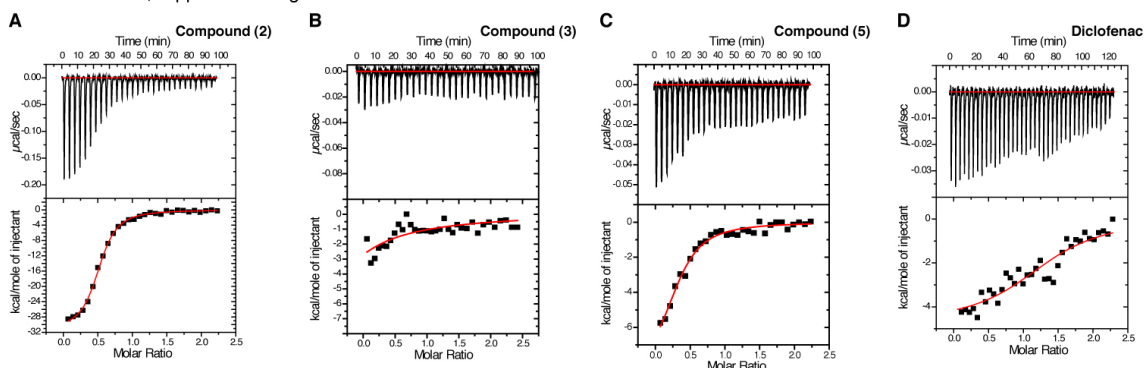 A
Compound (2)
Time (min)
0 10 20 30 40 50 60 70 80 90 100
0.00
-0.05
-0.10
-0.15
-0.20
µcal/sec
0
-4
-8
-12
-16
-20
-24
-28
-32
kcal/mole of injectant
0.0 0.5 1.0 1.5 2.0 2.5
Molar Ratio
B
Compound (3)
Time (min)
0 10 20 30 40 50 60 70 80 90 100
0.00
-0.02
-0.04
-0.06
-0.08
µcal/sec
0
-1
-2
-3
-4
-5
-6
-7
kcal/mole of injectant
0.0 0.5 1.0 1.5 2.0 2.5
Molar Ratio
C
Compound (5)
Time (min)
0 10 20 30 40 50 60 70 80 90 100
0.00
-0.01
-0.02
-0.03
-0.04
-0.05
µcal/sec
0
-2
-4
-6
kcal/mole of injectant
0.0 0.5 1.0 1.5 2.0 2.5
Molar Ratio
D
Diclofenac
Time (min)
0 20 40 60 80 100 120
0.00
-0.01
-0.02
-0.03
µcal/sec
0
-2
-4
kcal/mole of injectant
0.0 0.5 1.0 1.5 2.0 2.5
Molar Ratio